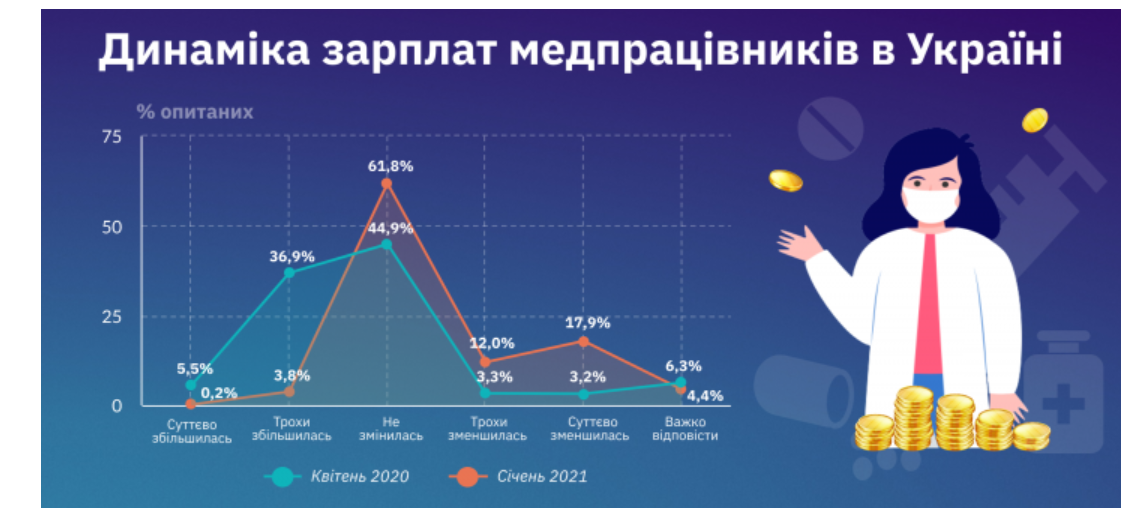 Динаміка зарплат медпрацівників в Україні
% опитаних
75
50
25
0
5,5%
36,9%
44,9%
3,3%
3,2%
6,3%
0,2%
3,8%
61,8%
12,0%
17,9%
4,4%
Суттєво
збільшилась
Трохи
збільшилась
Не
змінилась
Трохи
зменшилась
Суттєво
зменшилась
Важко
відповісти
Квітень 2020
Січень 2021